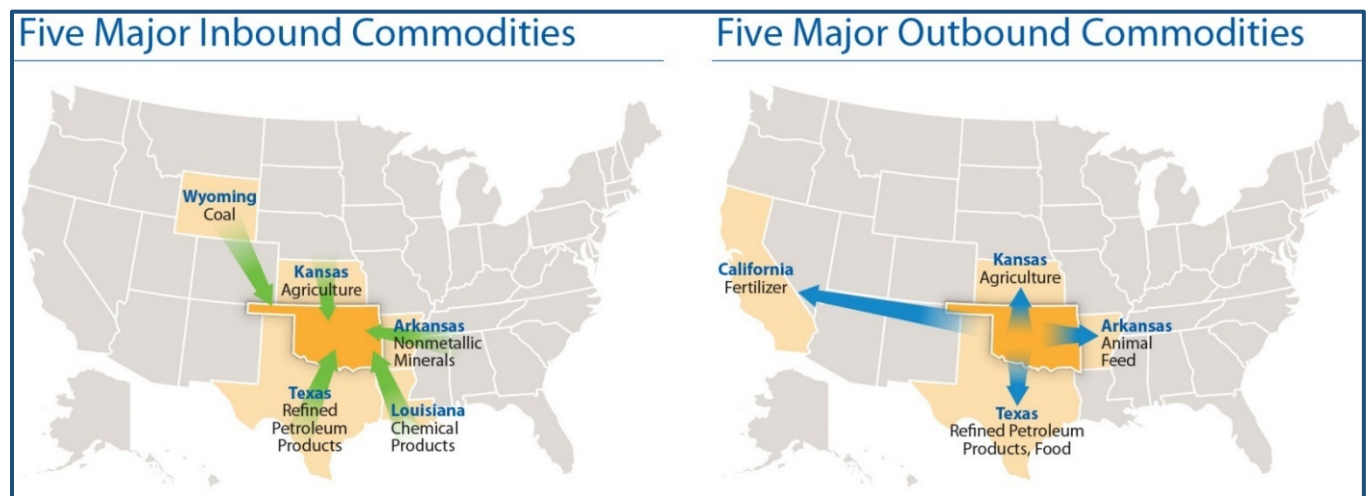 Five Major Inbound Commodities
Wyoming
Coal
Kansas
Agriculture
Arkansas
Nonmetallic
Minerals
Texas
Refined
Petroleum
Products
Louisiana
Chemical
Products
Five Major Outbound Commodities
California
Fertilizer
Kansas
Agriculture
Arkansas
Animal
Feed
Texas
Refined Petroleum
Products, Food